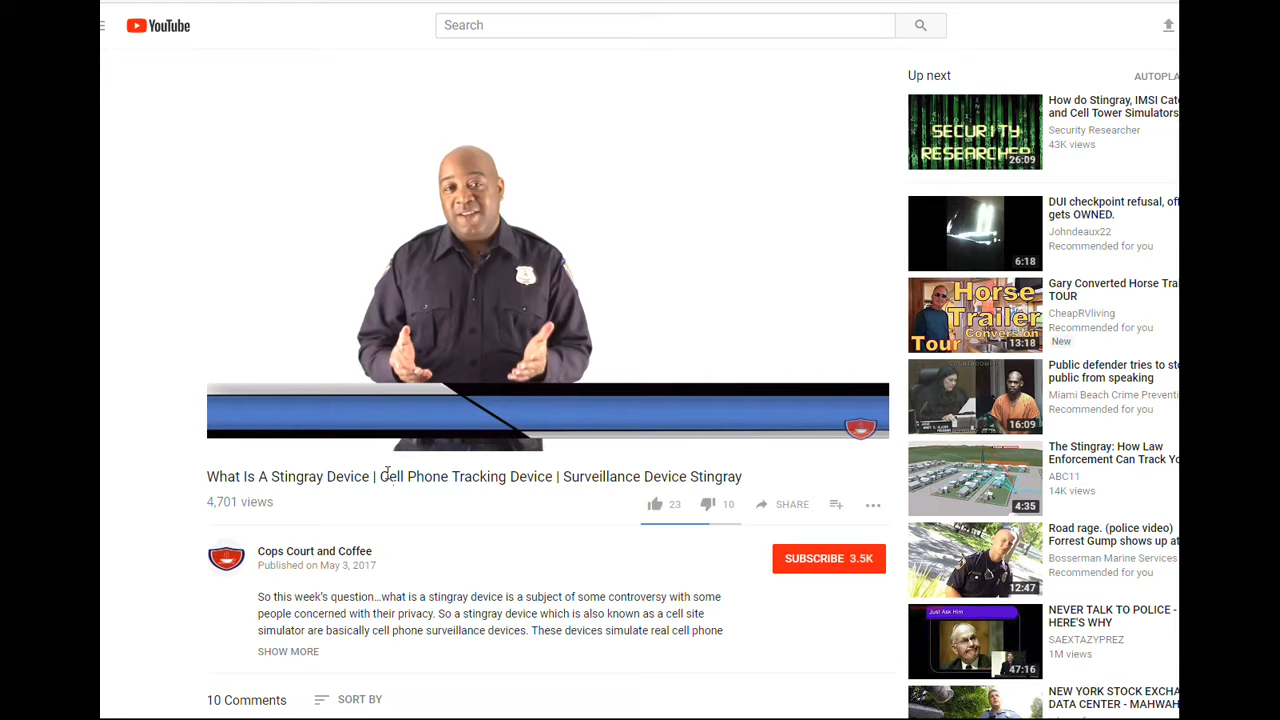 YouTube
Search
Up next
AUTOPLA
What Is A Stingray Device | Cell Phone Tracking Device | Surveillance Device Stingray
4,701 views
23
10
SHARE
Cops Court and Coffee
Published on May 3, 2017
SUBSCRIBE 3.5K
So this week's question…what is a stingray device is a subject of some controversy with some
people concerned with their privacy. So a stingray device which is also known as a cell site
simulator are basically cell phone surveillance devices. These devices simulate real cell phone
SHOW MORE
10 Comments
SORT BY
SECURITY
RESEARCHER
26:09
How do Stingray, IMSI Cat
and Cell Tower Simulators
Security Researcher
43K views
6:18
DUI checkpoint refusal, of
gets OWNED.
Johndeaux22
Recommended for you
Horse
Trailer
Conversion
Tour
13:18
Gary Converted Horse Trai
TOUR
CheapRVliving
Recommended for you
New
16:09
Public defender tries to st
public from speaking
Miami Beach Crime Preventi
Recommended for you
4:35
The Stingray: How Law
Enforcement Can Track Yo
ABC11
14K views
12:47
Road rage. (police video)
Forrest Gump shows up at
Bosserman Marine Services
Recommended for you
Just Ask Him
47:16
NEVER TALK TO POLICE -
HERE'S WHY
SAEXTAZYPREZ
1M views
NEW YORK STOCK EXCHA
DATA CENTER - MAHWAH